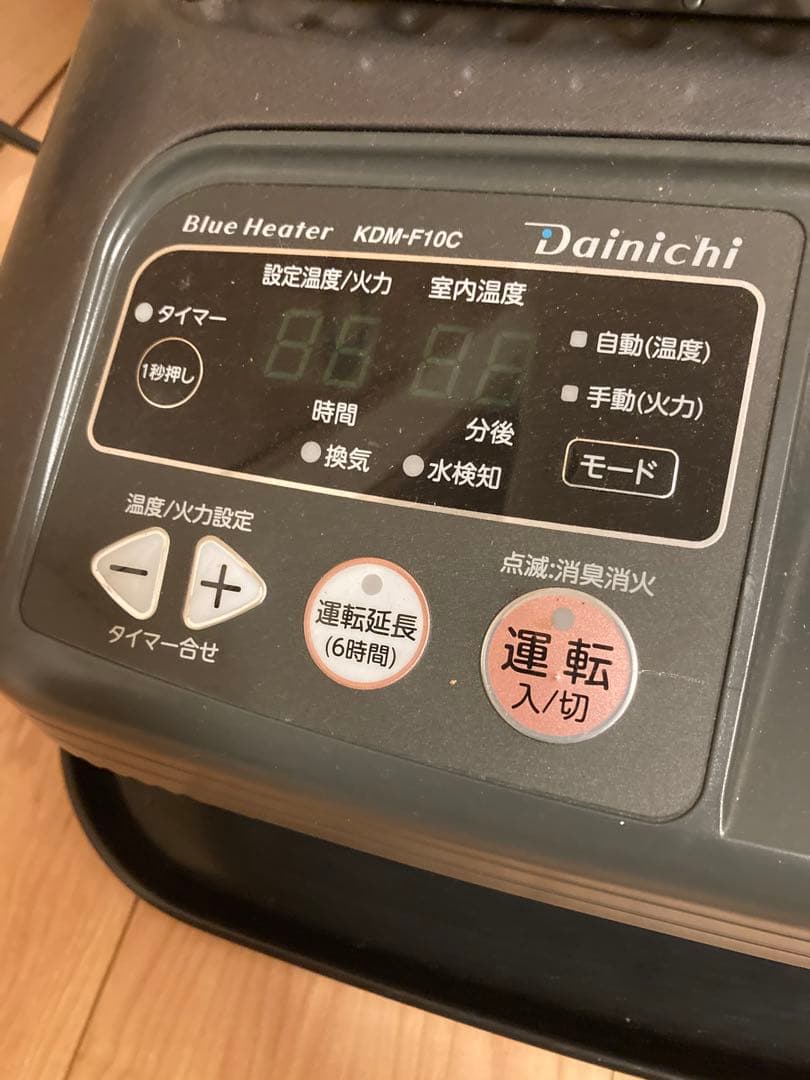 Blue Heater KDM-F10C Dainichi
設定温度/火力 室内温度
タイマー
1秒押し
自動(温度)
手動(火力)
時間 分後
換気 水検知
モード
温度/火力設定
− +
タイマー合せ
運転延長
(6時間)
点滅:消臭消火
運転
入/切